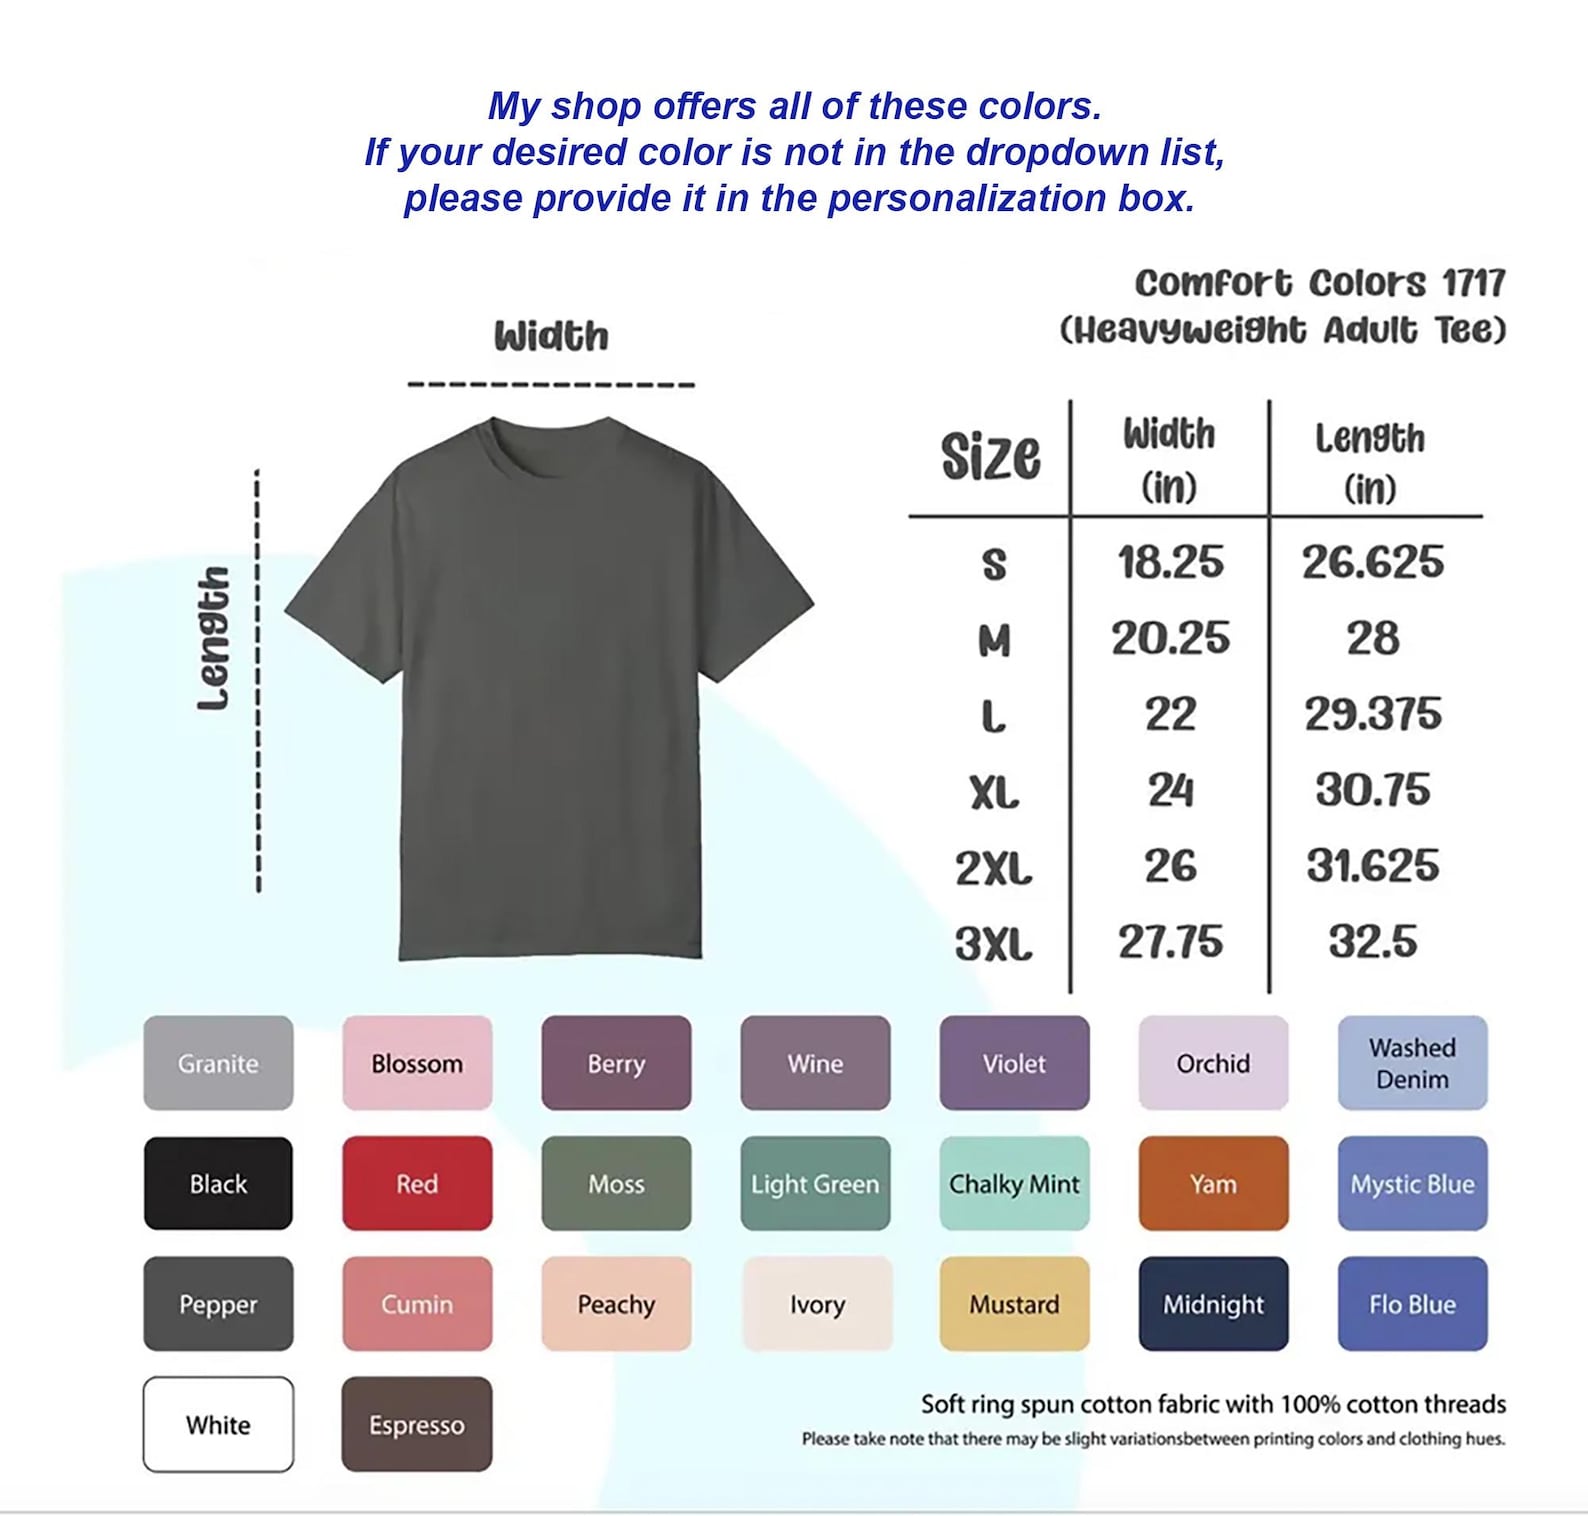 My shop offers all of these colors.
If your desired color is not in the dropdown list,
please provide it in the personalization box.
Comfort Colors 1717
(Heavyweight Adult Tee)
Width
Length
Size Width (in) Length (in)
S 18.25 26.625
M 20.25 28
L 22 29.375
XL 24 30.75
2XL 26 31.625
3XL 27.75 32.5
Granite Blossom Berry Wine Violet Orchid Washed Denim
Black Red Moss Light Green Chalky Mint Yam Mystic Blue
Pepper Cumin Peachy Ivory Mustard Midnight Flo Blue
White Espresso
Soft ring spun cotton fabric with 100% cotton threads
Please take note that there may be slight variationsbetween printing colors and clothing hues.